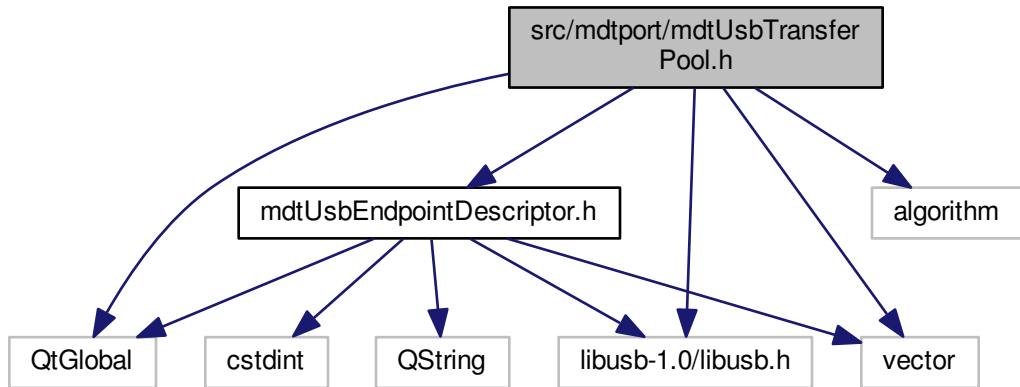 src/mdtport/mdtUsbTransfer
Pool.h
mdtUsbEndpointDescriptor.h
algorithm
QtGlobal
cstdint
QString
libusb-1.0/libusb.h
vector